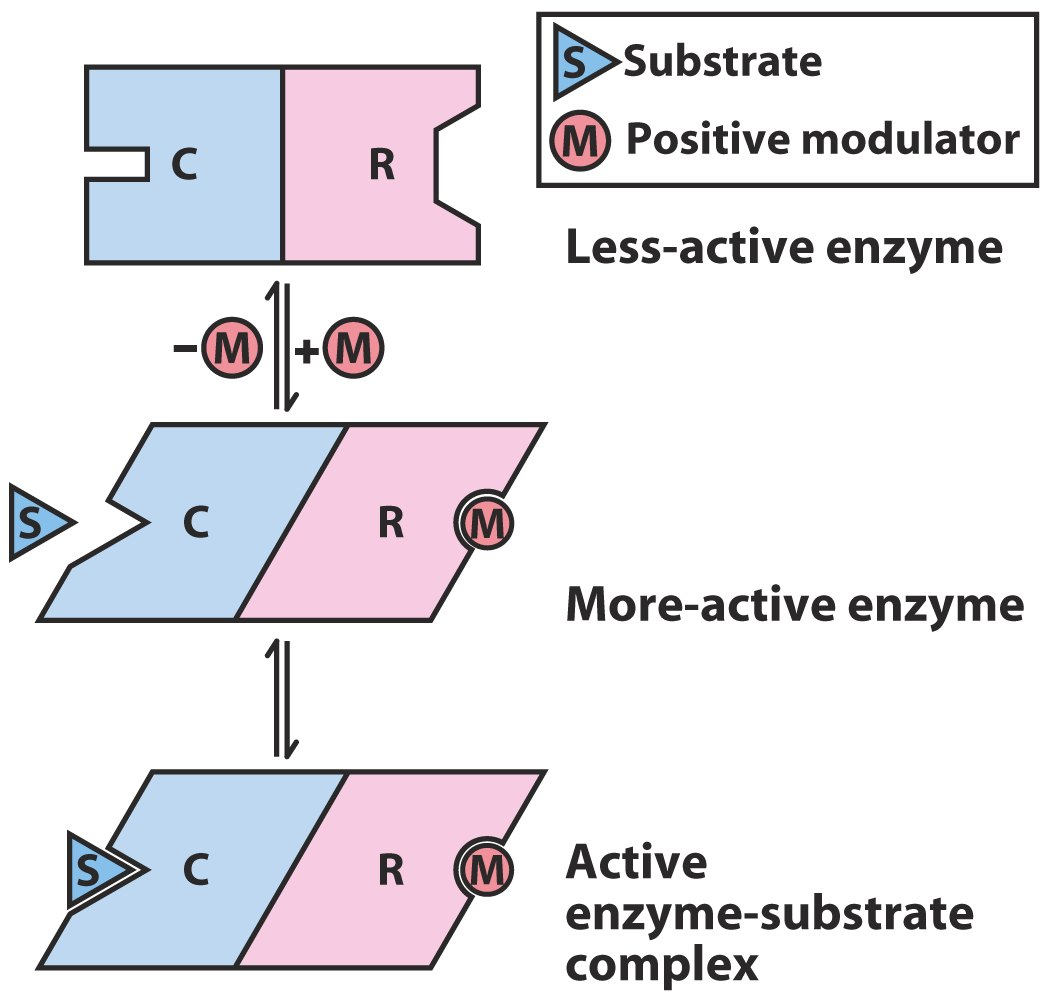 S Substrate
M Positive modulator
C R
Less-active enzyme
–M +M
S C R M
More-active enzyme
S C R M
Active
enzyme-substrate
complex